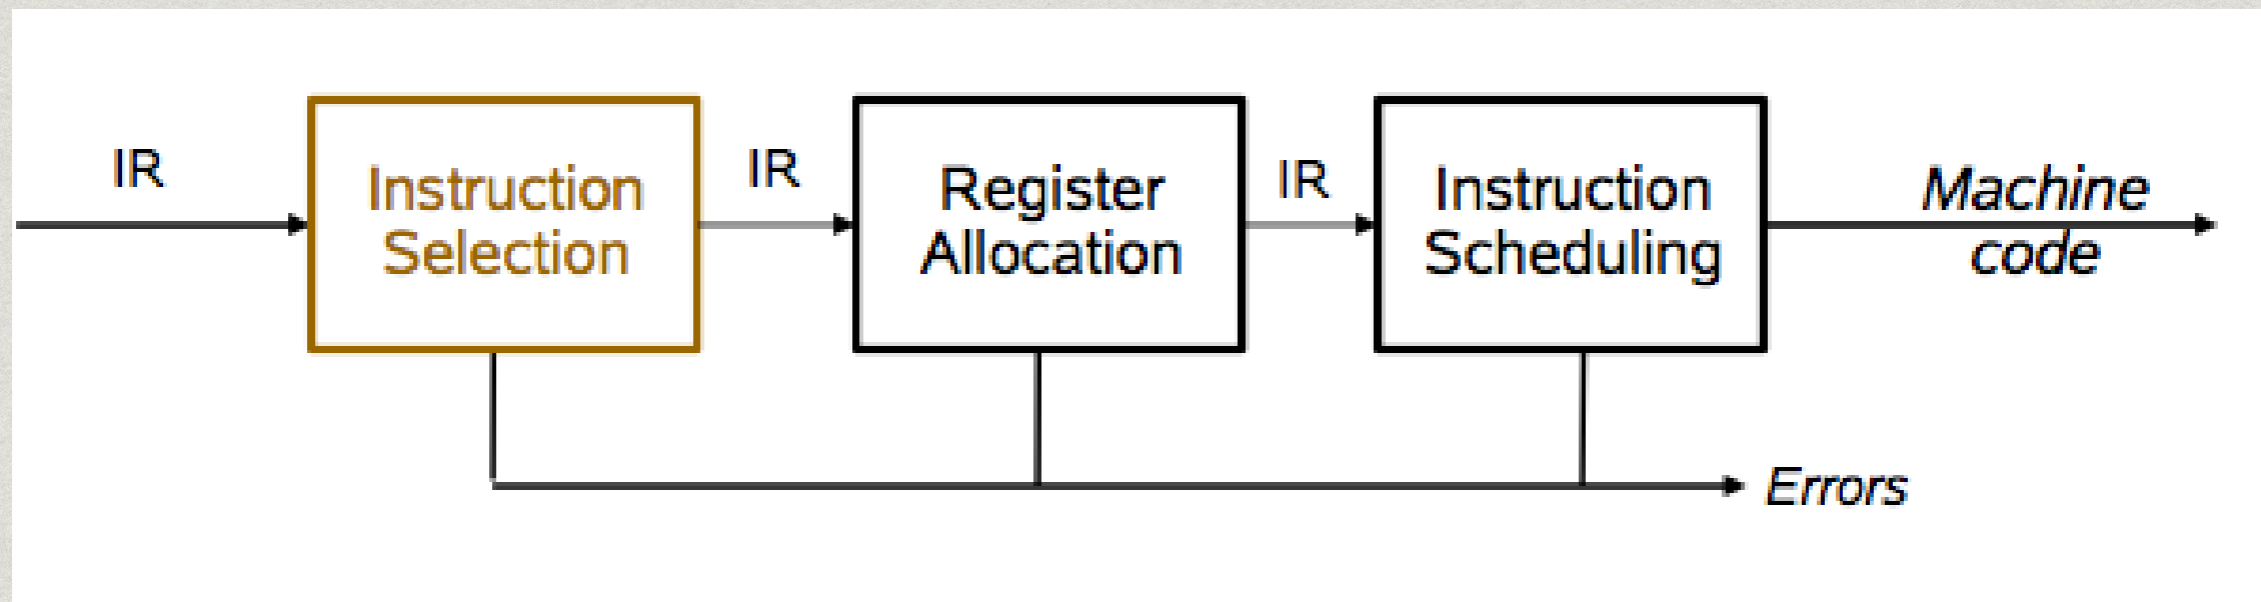 IR
Instruction
Selection
IR
Register
Allocation
IR
Instruction
Scheduling
Machine
code
Errors